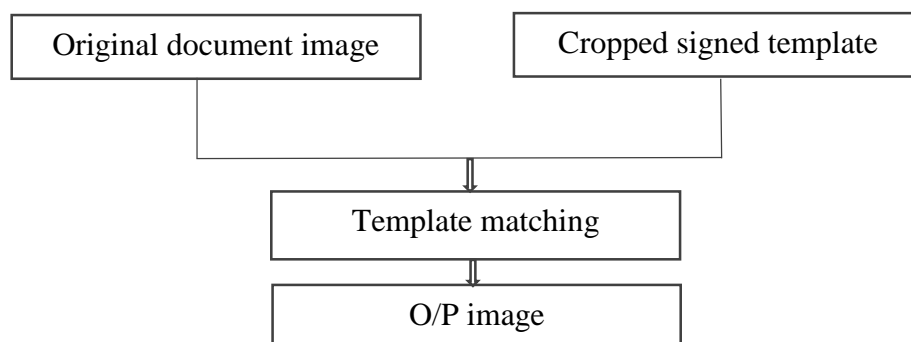 Original document image
Cropped signed template
Template matching
O/P image